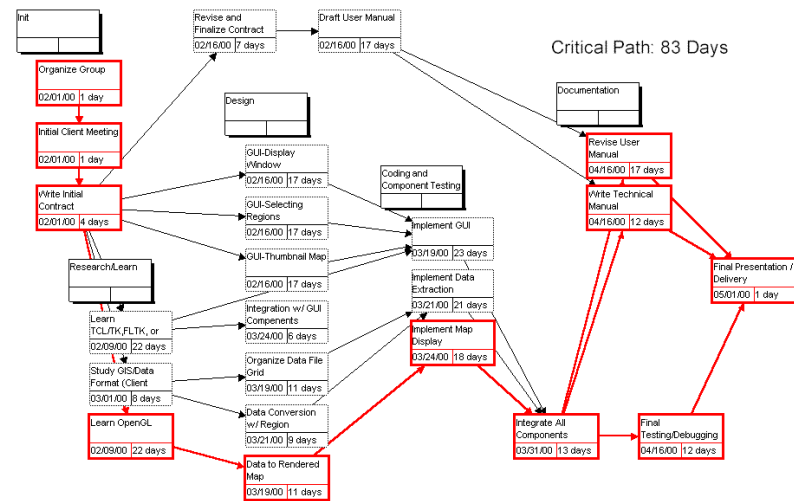 Init
Organize Group
02/01/00 1 day
Initial Client Meeting
02/01/00 1 day
Write Initial
Contract
02/01/00 4 days
Research/Learn
Learn
TCL/TK,FLTK, or
02/09/00 22 days
Study GIS/Data
Format (Client
03/01/00 8 days
Learn OpenGL
02/09/00 22 days
Revise and
Finalize Contract
02/16/00 7 days
Draft User Manual
02/16/00 17 days
Design
GUI-Display
Window
02/16/00 17 days
GUI-Selecting
Regions
02/16/00 17 days
GUI-Thumbnail Map
02/16/00 17 days
Integration w/ GUI
Compenents
03/24/00 6 days
Organize Data File
Grid
03/19/00 11 days
Data Conversion
w/ Region
03/21/00 9 days
Data to Rendered
Map
03/19/00 11 days
Coding and
Component Testing
Implement GUI
03/19/00 23 days
Implement Data
Extraction
03/21/00 21 days
Implement Map
Display
03/24/00 18 days
Integrate All
Components
03/31/00 13 days
Critical Path: 83 Days
Documentation
Revise User
Manual
04/16/00 17 days
Write Technical
Manual
04/16/00 12 days
Final
Testing/Debugging
04/16/00 12 days
Final Presentation /
Delivery
05/01/00 1 day